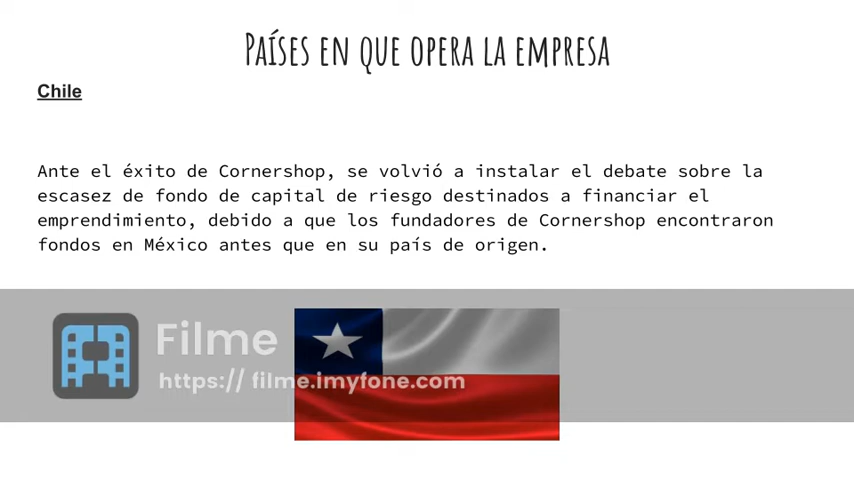 Países en que opera la empresa
Chile
Ante el éxito de Cornershop, se volvió a instalar el debate sobre la
escasez de fondo de capital de riesgo destinados a financiar el
emprendimiento, debido a que los fundadores de Cornershop encontraron
fondos en México antes que en su país de origen.
Filme
https:// filme.imyfone.com